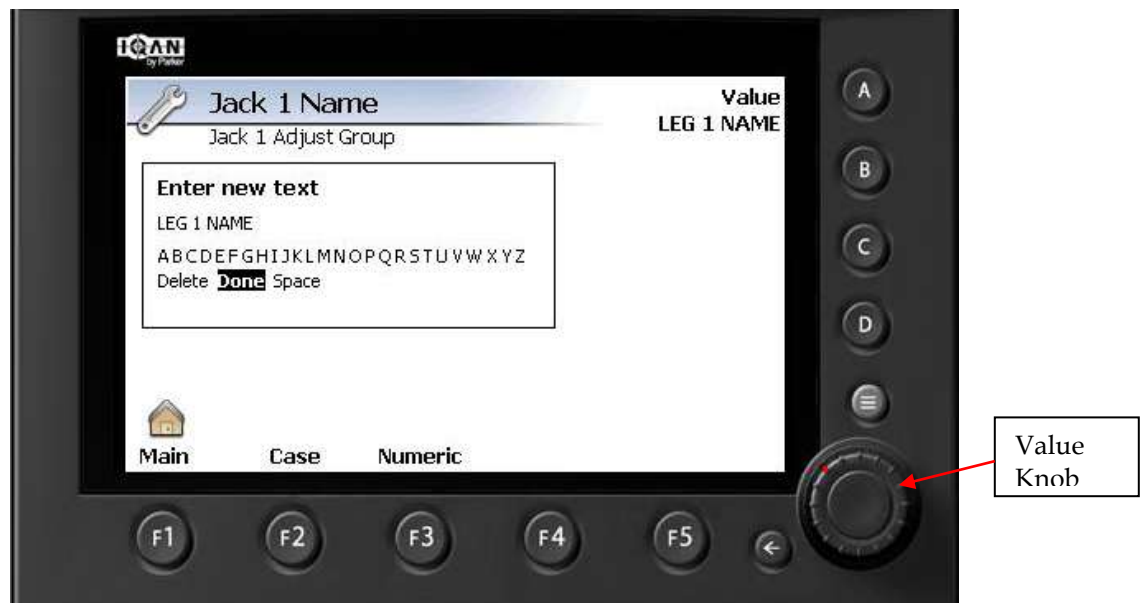 IQAN
by Parker
Jack 1 Name
Value
LEG 1 NAME
Jack 1 Adjust Group
Enter new text
LEG 1 NAME
ABCDEFGHIJKLMNOPQRSTUVWXYZ
Delete Done Space
Main Case Numeric
A
B
C
D
F1 F2 F3 F4 F5
Value
Knob